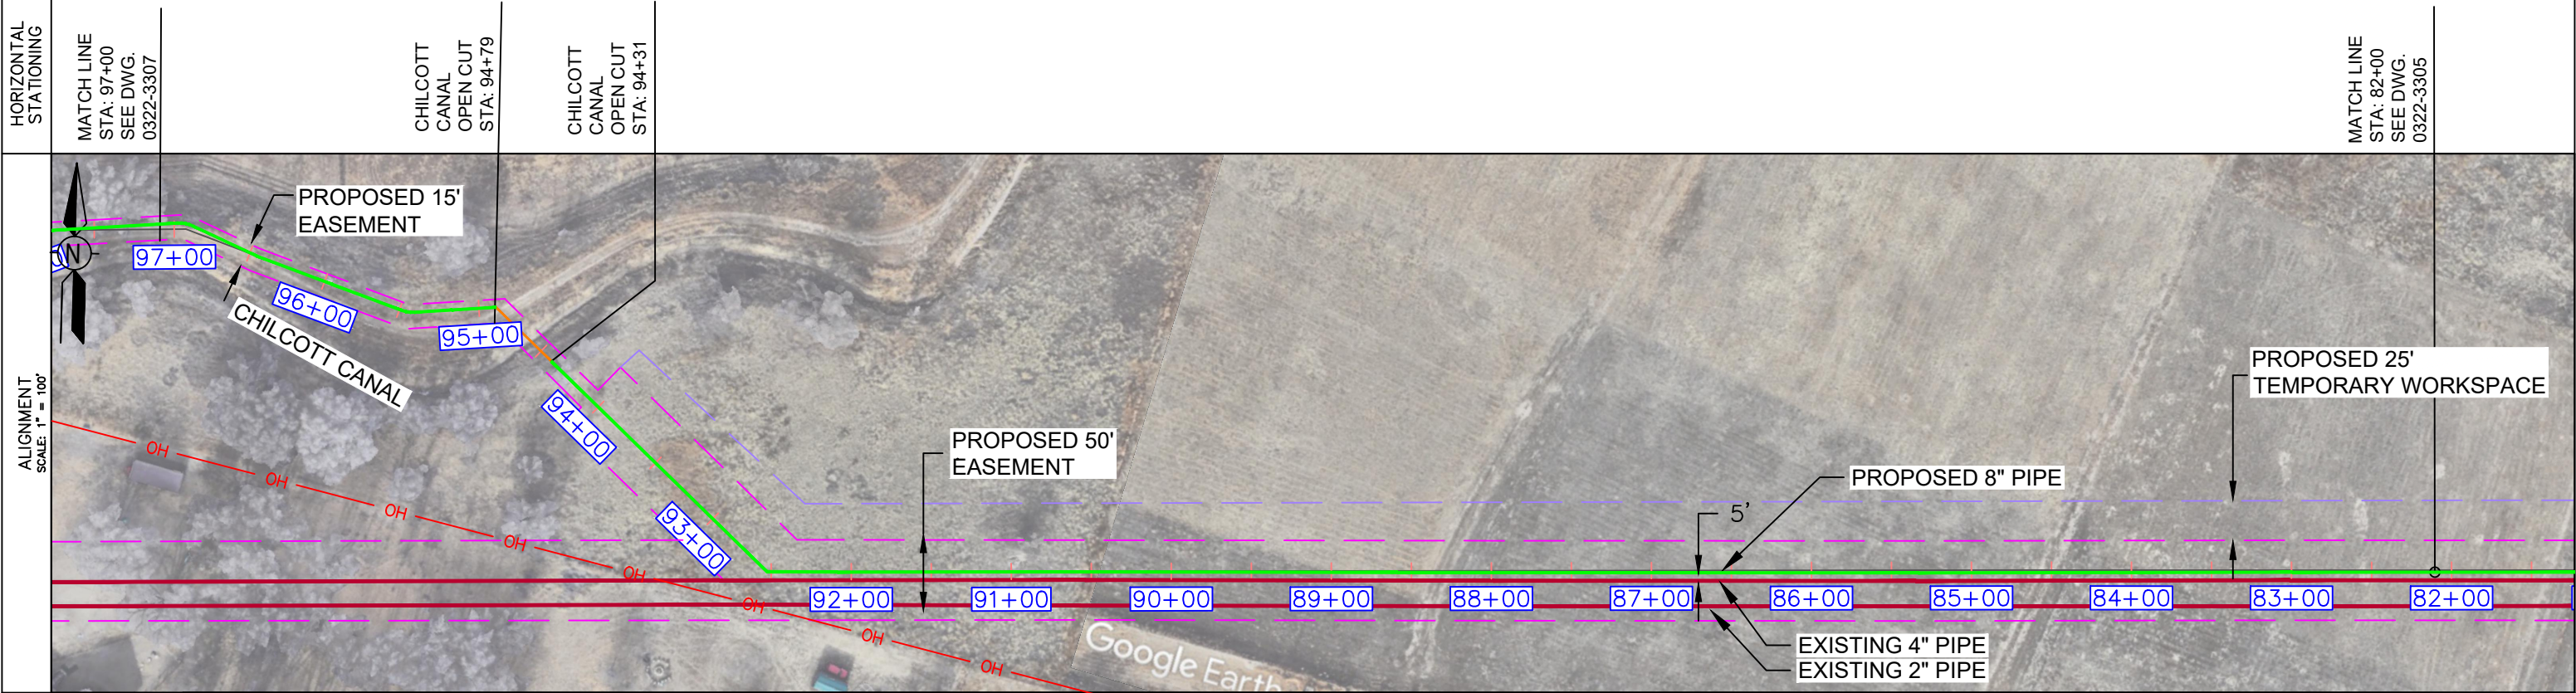 HORIZONTAL
STATIONING
MATCH LINE
STA: 97+00
SEE DWG.
0322-3307
CHILCOTT
CANAL
OPEN CUT
STA: 94+79
CHILCOTT
CANAL
OPEN CUT
STA: 94+31
MATCH LINE
STA: 82+00
SEE DWG.
0322-3305
ALIGNMENT
SCALE: 1" = 100'
N
PROPOSED 15'
EASEMENT
97+00
96+00
CHILCOTT CANAL
95+00
94+00
93+00
PROPOSED 50'
EASEMENT
PROPOSED 25'
TEMPORARY WORKSPACE
PROPOSED 8" PIPE
5'
OH
OH
OH
OH
OH
OH
OH
OH
92+00
91+00
90+00
89+00
88+00
87+00
86+00
85+00
84+00
83+00
82+00
EXISTING 4" PIPE
EXISTING 2" PIPE
Google Earth